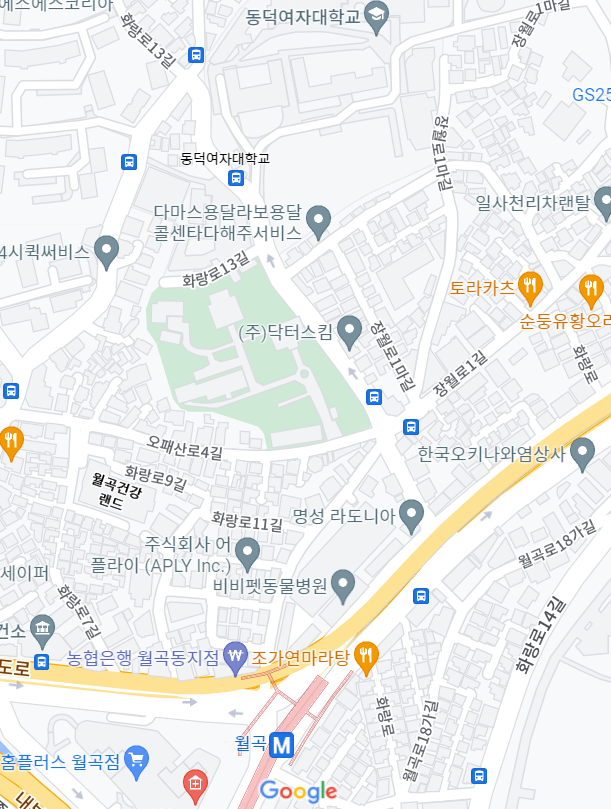 에스에스코리아
화랑로13길
동덕여자대학교
장월로1마길
GS25
장월로1마길
동덕여자대학교
다마스용달라보용달
콜센타다해주서비스
일사천리차랜탈
4시퀵써비스
화랑로13길
토라카츠
순둥유황오리
(주)닥터스킴
장월로1마길
장월로1길
화랑로
오패산로4길
한국오키나와염상사
월곡건강
랜드
화랑로9길
명성 라도니아
화랑로11길
주식회사 어
플라이 (APLY Inc.)
월곡로18가길
세이퍼
비비펫동물병원
화랑로7길
화랑로14길
건소
도로
농협은행 월곡동지점
조가연마라탕
화랑로
월곡로18가길
월곡
M
홈플러스 월곡점
내부
Google